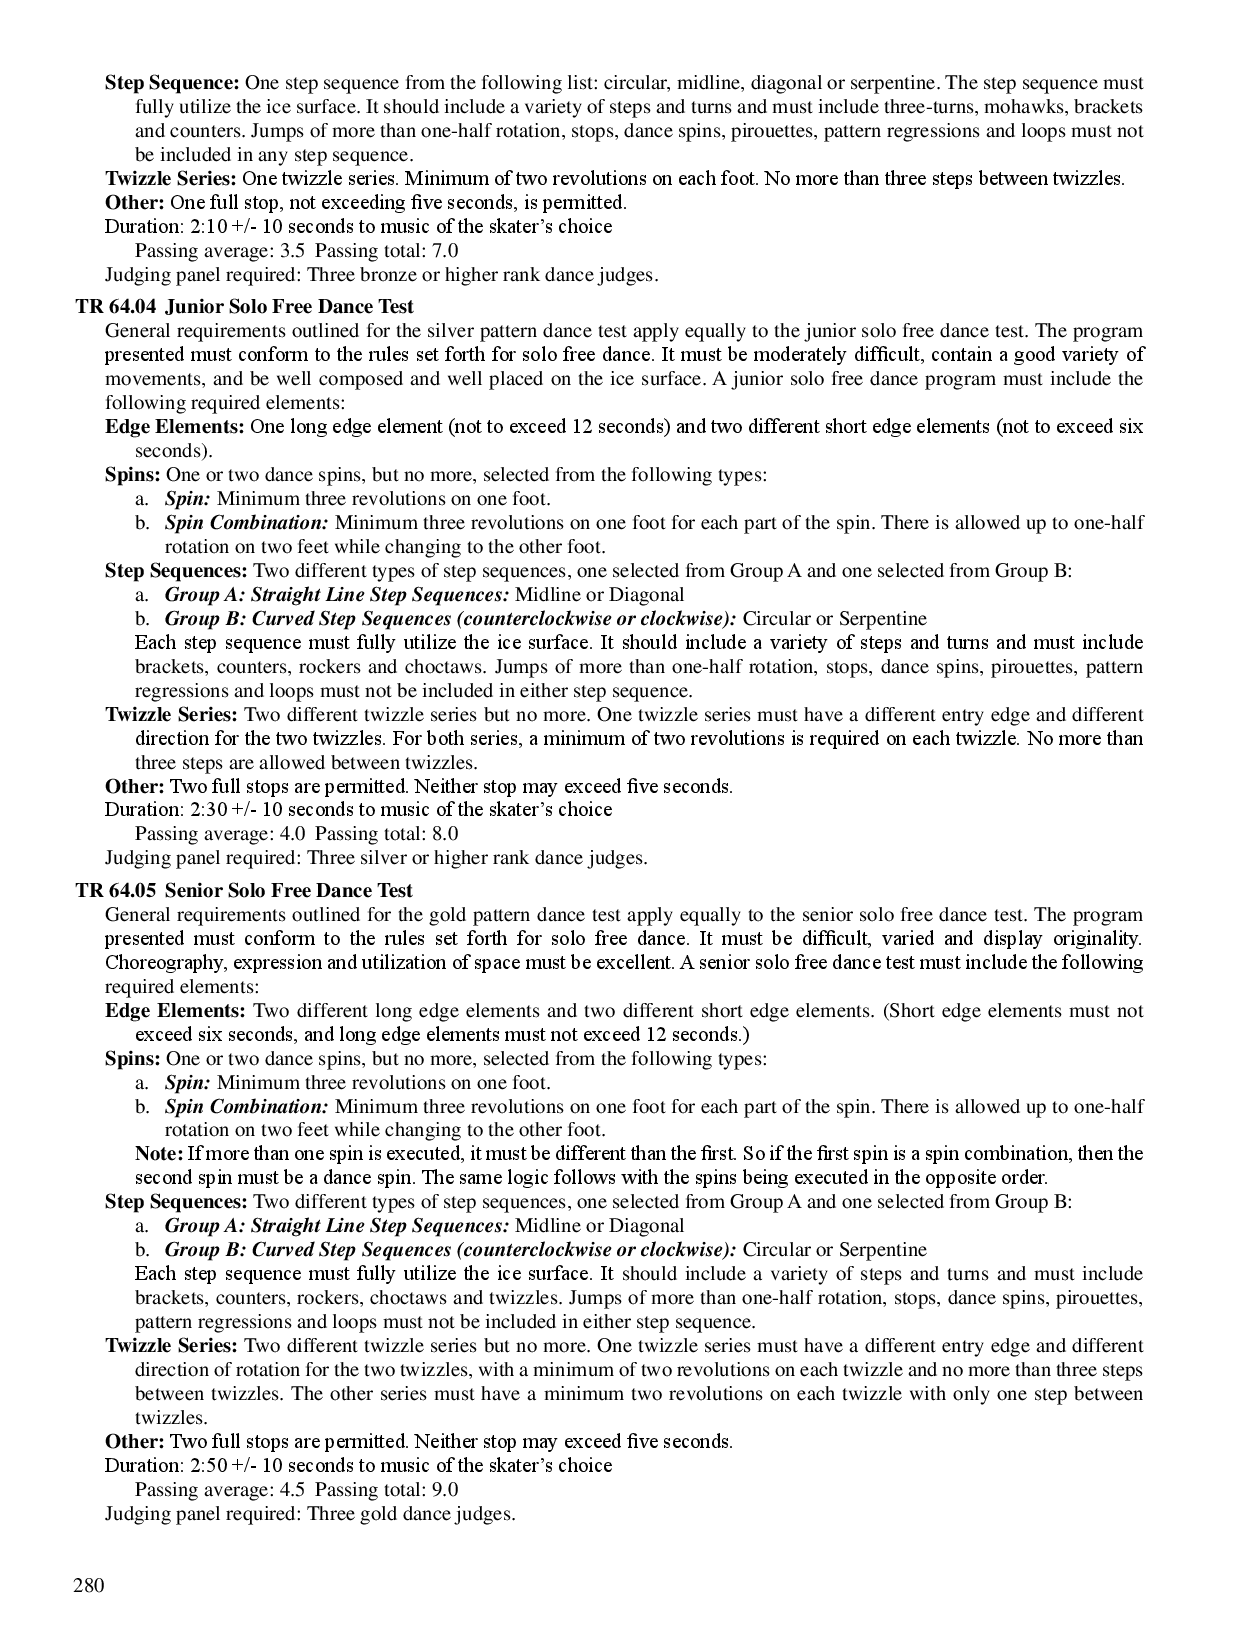 Step Sequence: One step sequence from the following list: circular, midline, diagonal or serpentine. The step sequence must
fully utilize the ice surface. It should include a variety of steps and turns and must include three-turns, mohawks, brackets
and counters. Jumps of more than one-half rotation, stops, dance spins, pirouettes, pattern regressions and loops must not
be included in any step sequence.
Twizzle Series: One twizzle series. Minimum of two revolutions on each foot. No more than three steps between twizzles.
Other: One full stop, not exceeding five seconds, is permitted.
Duration: 2:10 +/- 10 seconds to music of the skater’s choice
Passing average: 3.5 Passing total: 7.0
Judging panel required: Three bronze or higher rank dance judges.
TR 64.04 Junior Solo Free Dance Test
General requirements outlined for the silver pattern dance test apply equally to the junior solo free dance test. The program
presented must conform to the rules set forth for solo free dance. It must be moderately difficult, contain a good variety of
movements, and be well composed and well placed on the ice surface. A junior solo free dance program must include the
following required elements:
Edge Elements: One long edge element (not to exceed 12 seconds) and two different short edge elements (not to exceed six
seconds).
Spins: One or two dance spins, but no more, selected from the following types:
a. Spin: Minimum three revolutions on one foot.
b. Spin Combination: Minimum three revolutions on one foot for each part of the spin. There is allowed up to one-half
rotation on two feet while changing to the other foot.
Step Sequences: Two different types of step sequences, one selected from Group A and one selected from Group B:
a. Group A: Straight Line Step Sequences: Midline or Diagonal
b. Group B: Curved Step Sequences (counterclockwise or clockwise): Circular or Serpentine
Each step sequence must fully utilize the ice surface. It should include a variety of steps and turns and must include
brackets, counters, rockers and choctaws. Jumps of more than one-half rotation, stops, dance spins, pirouettes, pattern
regressions and loops must not be included in either step sequence.
Twizzle Series: Two different twizzle series but no more. One twizzle series must have a different entry edge and different
direction for the two twizzles. For both series, a minimum of two revolutions is required on each twizzle. No more than
three steps are allowed between twizzles.
Other: Two full stops are permitted. Neither stop may exceed five seconds.
Duration: 2:30 +/- 10 seconds to music of the skater’s choice
Passing average: 4.0 Passing total: 8.0
Judging panel required: Three silver or higher rank dance judges.
TR 64.05 Senior Solo Free Dance Test
General requirements outlined for the gold pattern dance test apply equally to the senior solo free dance test. The program
presented must conform to the rules set forth for solo free dance. It must be difficult, varied and display originality.
Choreography, expression and utilization of space must be excellent. A senior solo free dance test must include the following
required elements:
Edge Elements: Two different long edge elements and two different short edge elements. (Short edge elements must not
exceed six seconds, and long edge elements must not exceed 12 seconds.)
Spins: One or two dance spins, but no more, selected from the following types:
a. Spin: Minimum three revolutions on one foot.
b. Spin Combination: Minimum three revolutions on one foot for each part of the spin. There is allowed up to one-half
rotation on two feet while changing to the other foot.
Note: If more than one spin is executed, it must be different than the first. So if the first spin is a spin combination, then the
second spin must be a dance spin. The same logic follows with the spins being executed in the opposite order.
Step Sequences: Two different types of step sequences, one selected from Group A and one selected from Group B:
a. Group A: Straight Line Step Sequences: Midline or Diagonal
b. Group B: Curved Step Sequences (counterclockwise or clockwise): Circular or Serpentine
Each step sequence must fully utilize the ice surface. It should include a variety of steps and turns and must include
brackets, counters, rockers, choctaws and twizzles. Jumps of more than one-half rotation, stops, dance spins, pirouettes,
pattern regressions and loops must not be included in either step sequence.
Twizzle Series: Two different twizzle series but no more. One twizzle series must have a different entry edge and different
direction of rotation for the two twizzles, with a minimum of two revolutions on each twizzle and no more than three steps
between twizzles. The other series must have a minimum two revolutions on each twizzle with only one step between
twizzles.
Other: Two full stops are permitted. Neither stop may exceed five seconds.
Duration: 2:50 +/- 10 seconds to music of the skater’s choice
Passing average: 4.5 Passing total: 9.0
Judging panel required: Three gold dance judges.
280